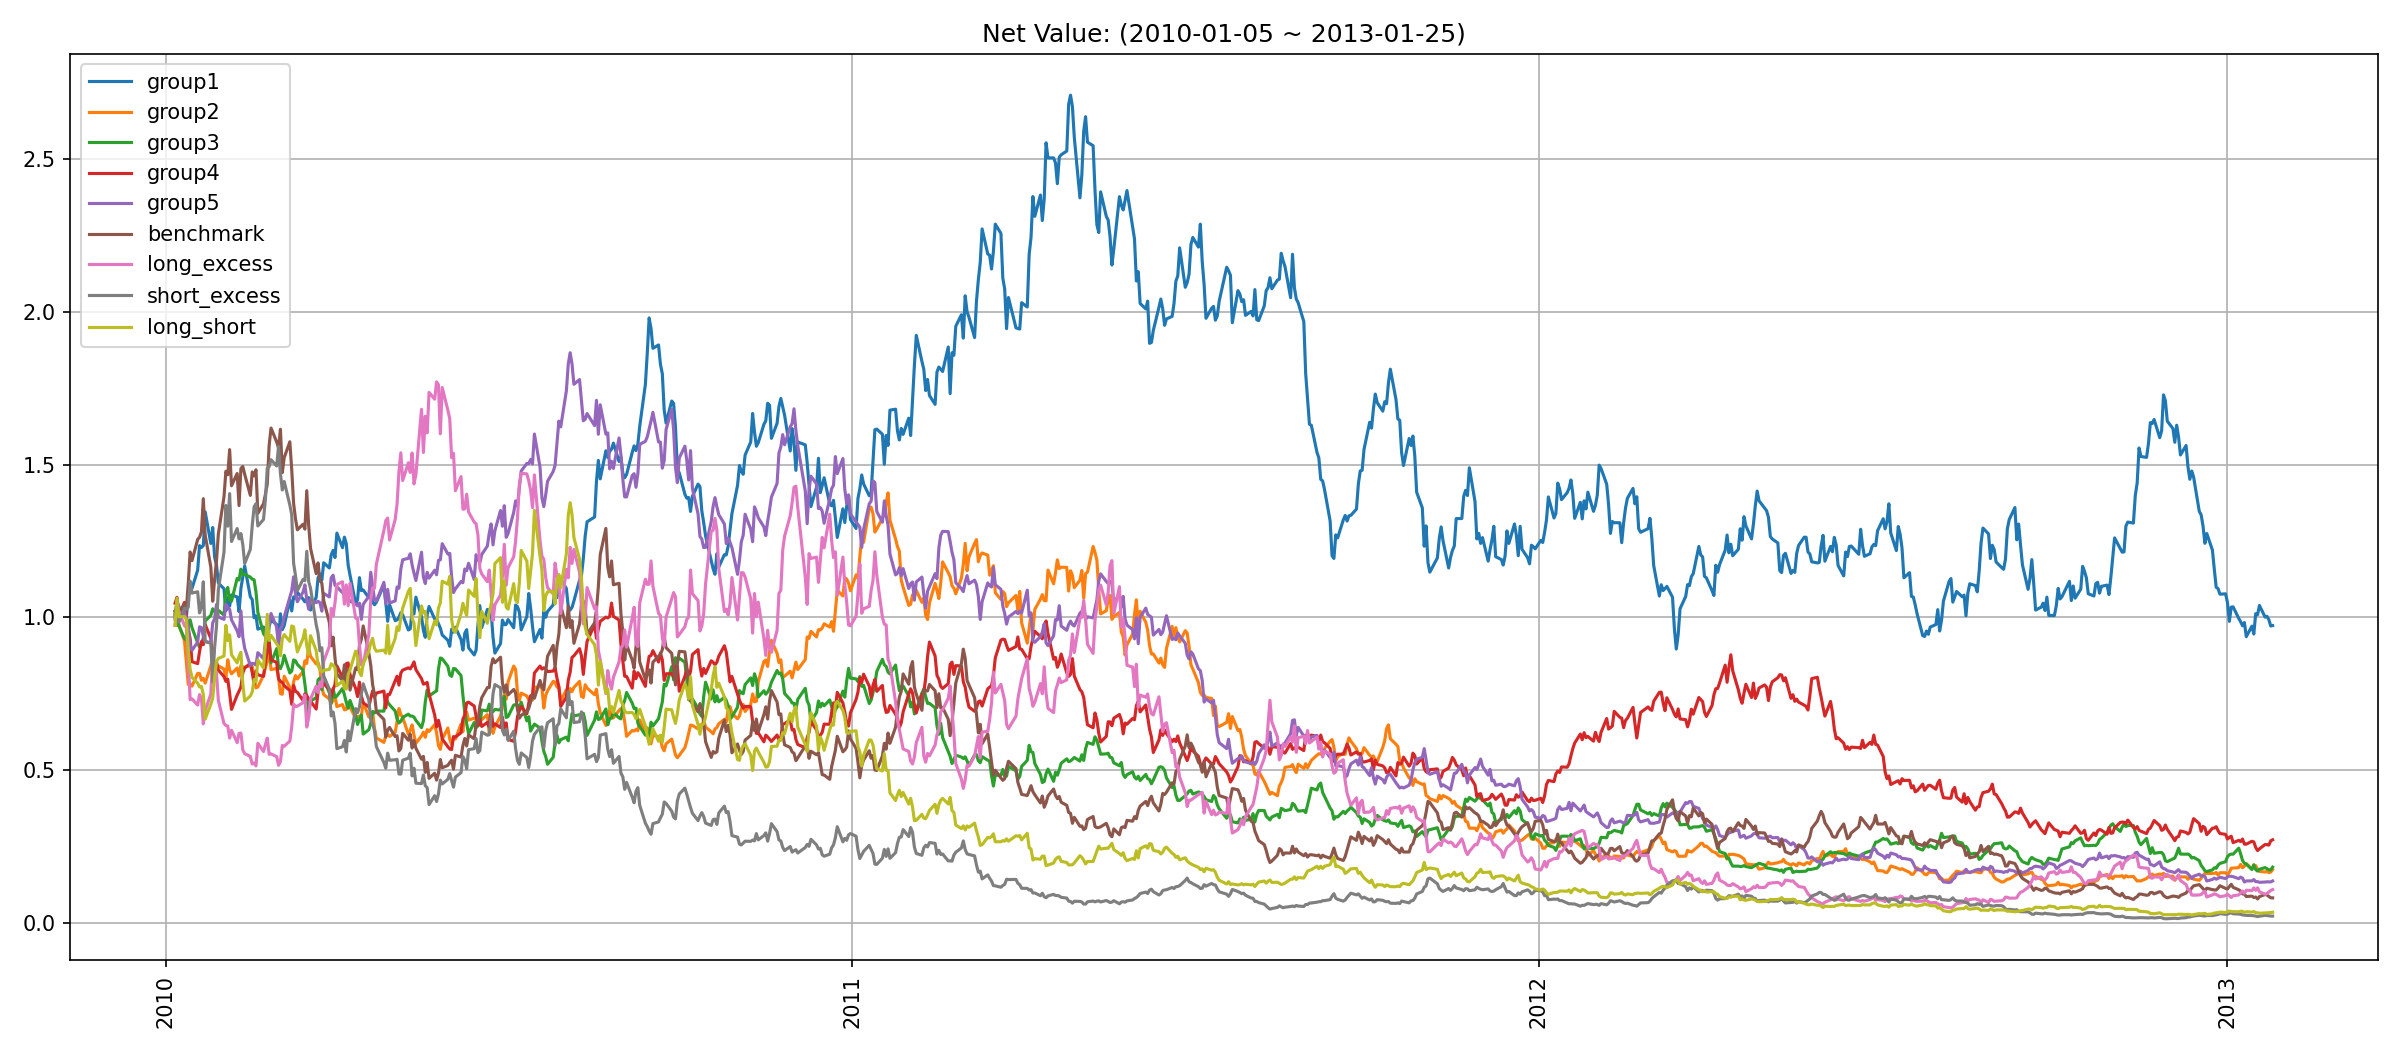 Net Value: (2010-01-05 ~ 2013-01-25)
group1
group2
group3
group4
group5
benchmark
long_excess
short_excess
long_short
2.5
2.0
1.5
1.0
0.5
0.0
2010
2011
2012
2013